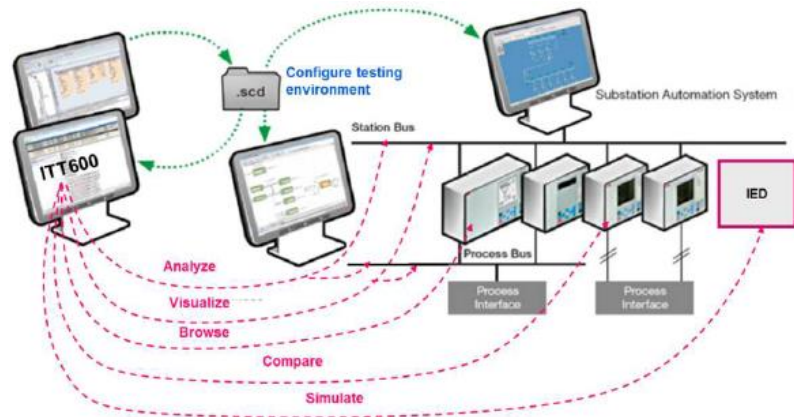 Configure testing
environment
.scd
Substation Automation System
Station Bus
ITT600
IED
Process Bus
Analyze
Process
Interface
Process
Interface
Visualize
Browse
Compare
Simulate